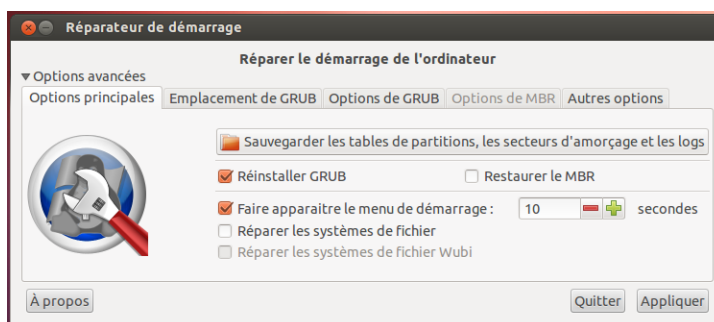 Réparateur de démarrage
Réparer le démarrage de l'ordinateur
Options avancées
Options principales Emplacement de GRUB Options de GRUB Options de MBR Autres options
Sauvegarder les tables de partitions, les secteurs d'amorçage et les logs
Réinstaller GRUB Restaurer le MBR
Faire apparaitre le menu de démarrage : 10 secondes
Réparer les systèmes de fichier
Réparer les systèmes de fichier Wubi
À propos Quitter Appliquer